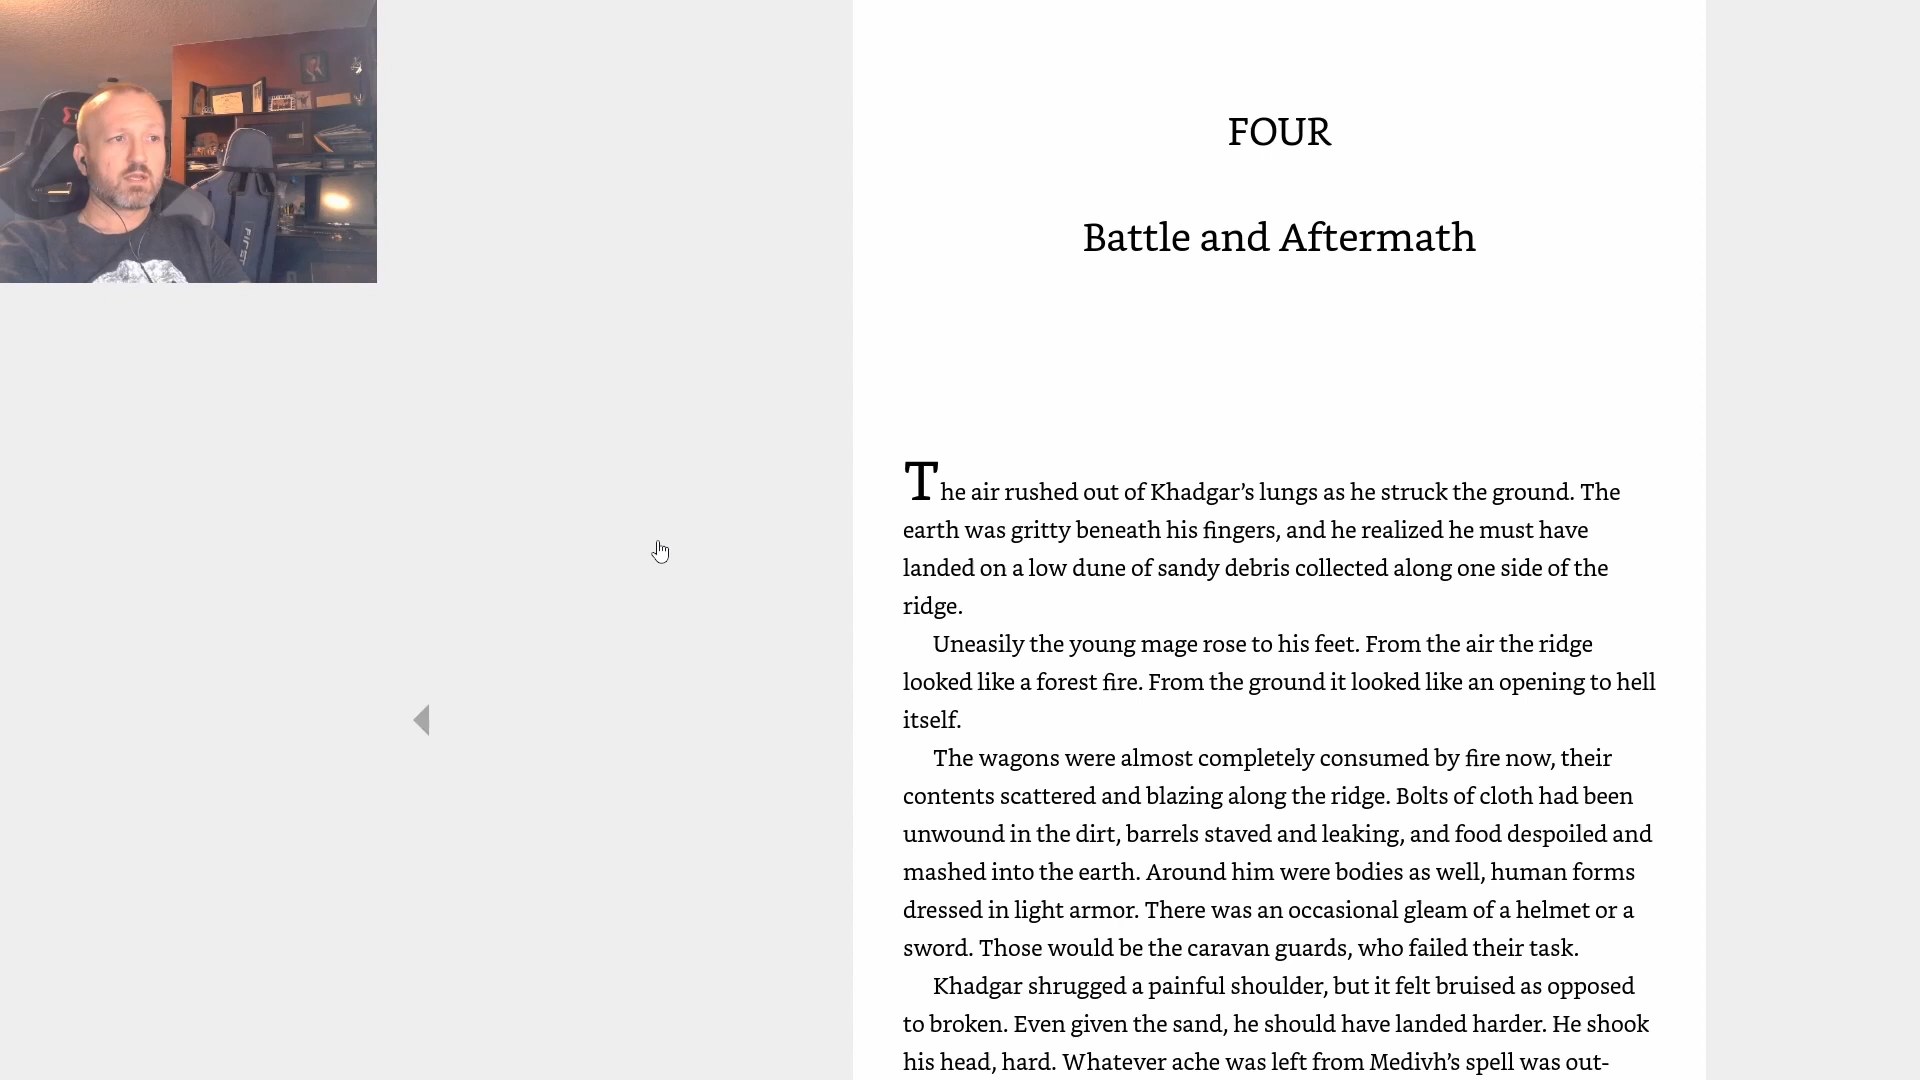 FOUR
Battle and Aftermath
The air rushed out of Khadgar’s lungs as he struck the ground. The
earth was gritty beneath his fingers, and he realized he must have
landed on a low dune of sandy debris collected along one side of the
ridge.
Uneasily the young mage rose to his feet. From the air the ridge
looked like a forest fire. From the ground it looked like an opening to hell
itself.
The wagons were almost completely consumed by fire now, their
contents scattered and blazing along the ridge. Bolts of cloth had been
unwound in the dirt, barrels staved and leaking, and food despoiled and
mashed into the earth. Around him were bodies as well, human forms
dressed in light armor. There was an occasional gleam of a helmet or a
sword. Those would be the caravan guards, who failed their task.
Khadgar shrugged a painful shoulder, but it felt bruised as opposed
to broken. Even given the sand, he should have landed harder. He shook
his head, hard. Whatever ache was left from Medivh’s spell was out-